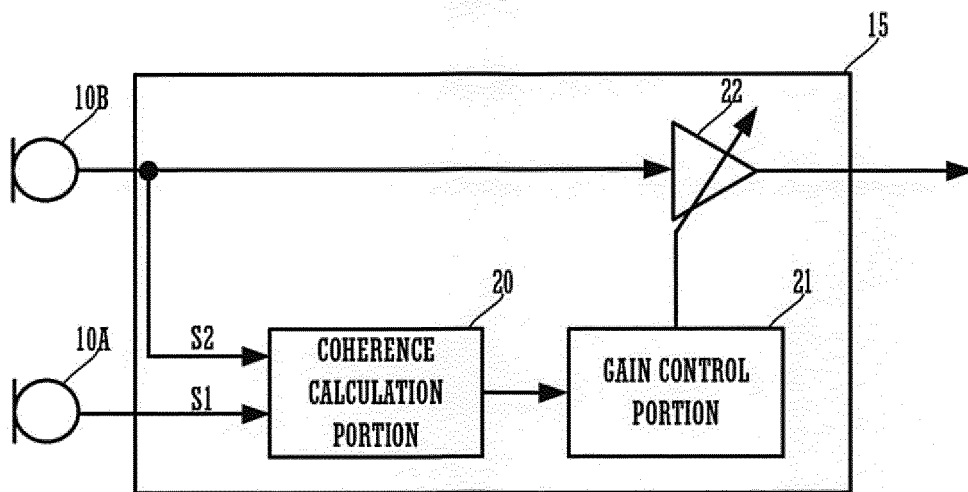 15
10B
22
20
21
10A
S2
S1
COHERENCE
CALCULATION
PORTION
GAIN CONTROL
PORTION